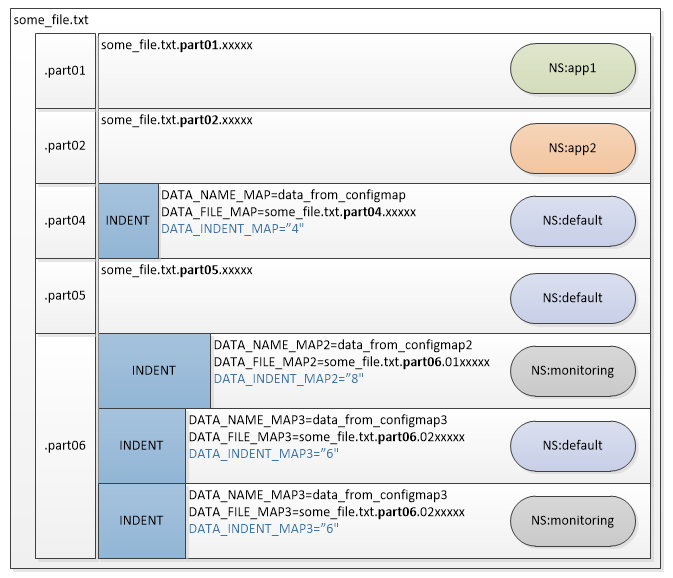 some_file.txt
.part01
some_file.txt.part01.xxxxx
NS:app1
.part02
some_file.txt.part02.xxxxx
NS:app2
.part04
INDENT
DATA_NAME_MAP=data_from_configmap
DATA_FILE_MAP=some_file.txt.part04.xxxxx
DATA_INDENT_MAP=”4"
NS:default
.part05
some_file.txt.part05.xxxxx
NS:default
.part06
INDENT
DATA_NAME_MAP2=data_from_configmap2
DATA_FILE_MAP2=some_file.txt.part06.01xxxxx
DATA_INDENT_MAP2=”8"
NS:monitoring
INDENT
DATA_NAME_MAP3=data_from_configmap3
DATA_FILE_MAP3=some_file.txt.part06.02xxxxx
DATA_INDENT_MAP3=”6"
NS:default
INDENT
DATA_NAME_MAP3=data_from_configmap3
DATA_FILE_MAP3=some_file.txt.part06.02xxxxx
DATA_INDENT_MAP3=”6"
NS:monitoring